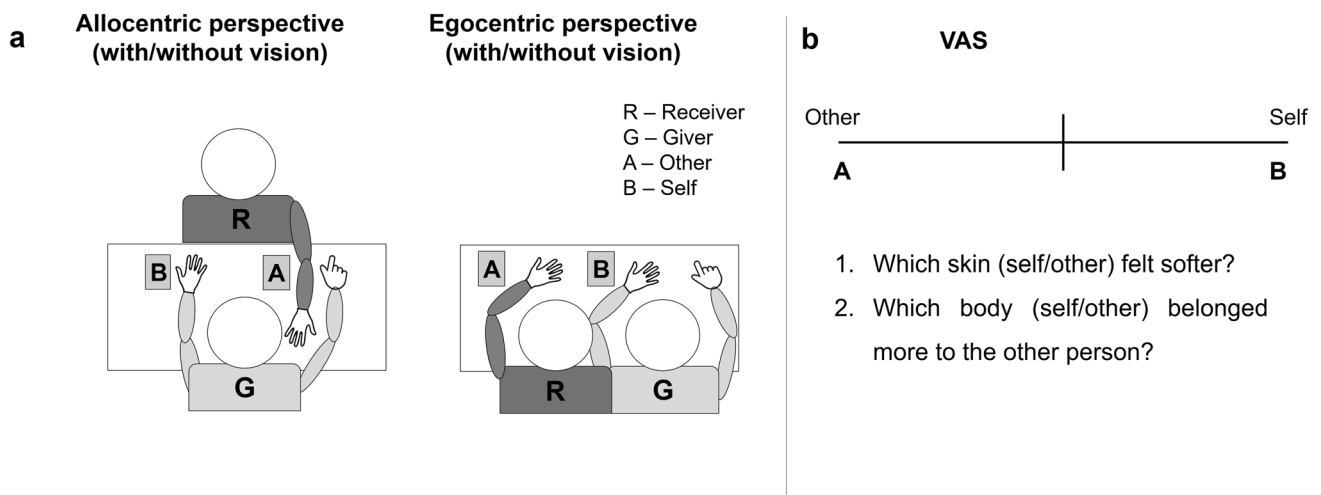 a
Allocentric perspective
(with/without vision)
Egocentric perspective
(with/without vision)
R – Receiver
G – Giver
A – Other
B – Self
R
B
A
G
A
B
R
G
b
VAS
Other
Self
A
B
1. Which skin (self/other) felt softer?
2. Which body (self/other) belonged
more to the other person?